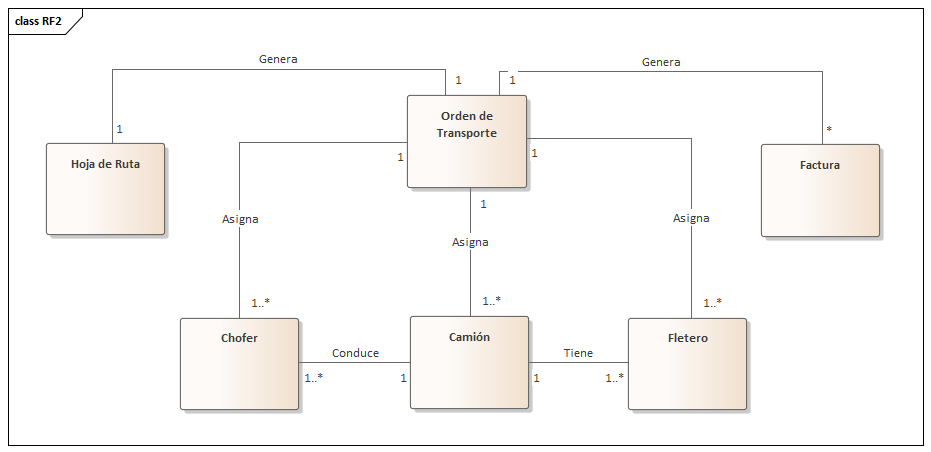 class RF2
Genera
Genera
1
1
1
*
Orden de
Transporte
Hoja de Ruta
Factura
1
1
1
Asigna
Asigna
Asigna
1..*
1..*
1..*
Chofer
Camión
Fletero
Conduce
Tiene
1..*
1
1
1..*